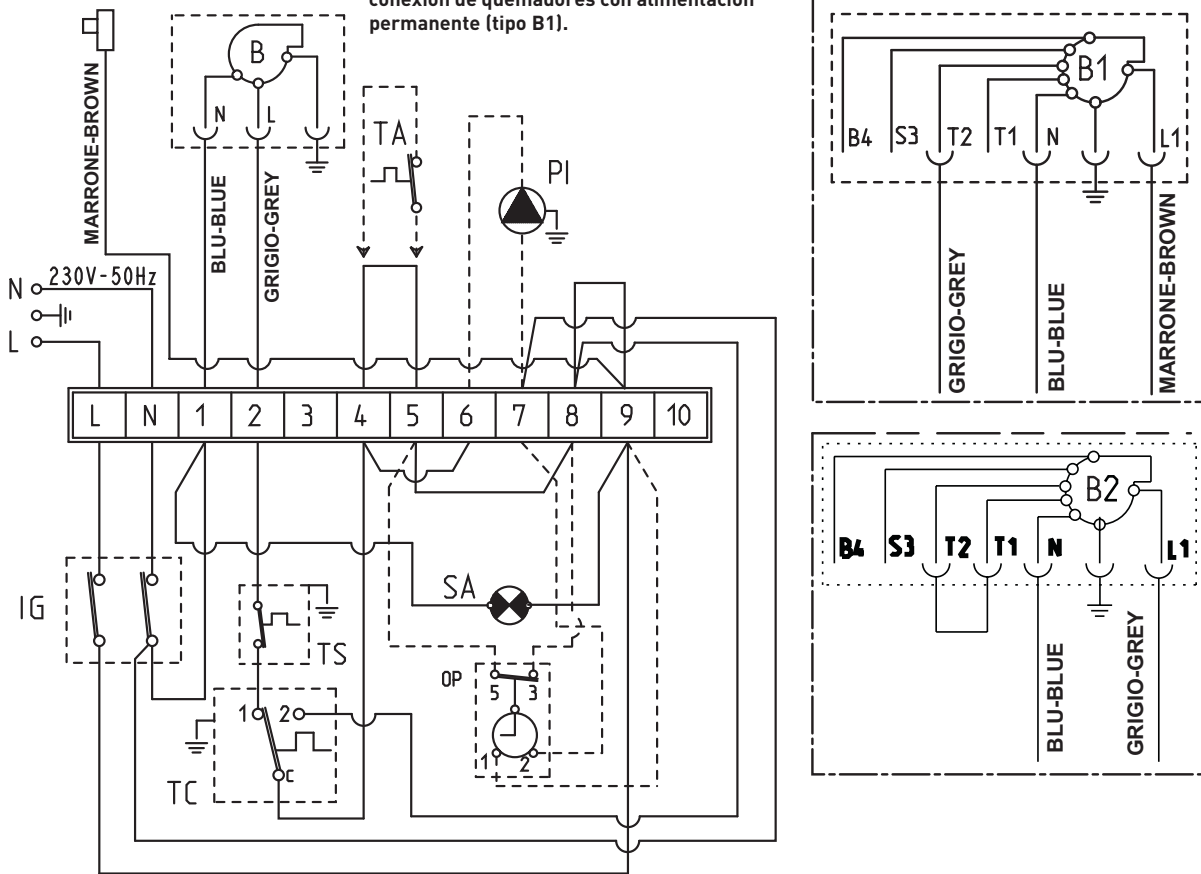 conexión de quemadores con alimentación
permanente (tipo B1).
MARRONE-BROWN
B
N L
BLU-BLUE
GRIGIO-GREY
TA
PI
N 230V-50Hz
L
L N 1 2 3 4 5 6 7 8 9 10
IG
TS
SA
OP
5 3
1 2
1 2
C
TC
B1
B4 S3 T2 T1 N L1
GRIGIO-GREY
BLU-BLUE
MARRONE-BROWN
B2
B4 S3 T2 T1 N L1
BLU-BLUE
GRIGIO-GREY